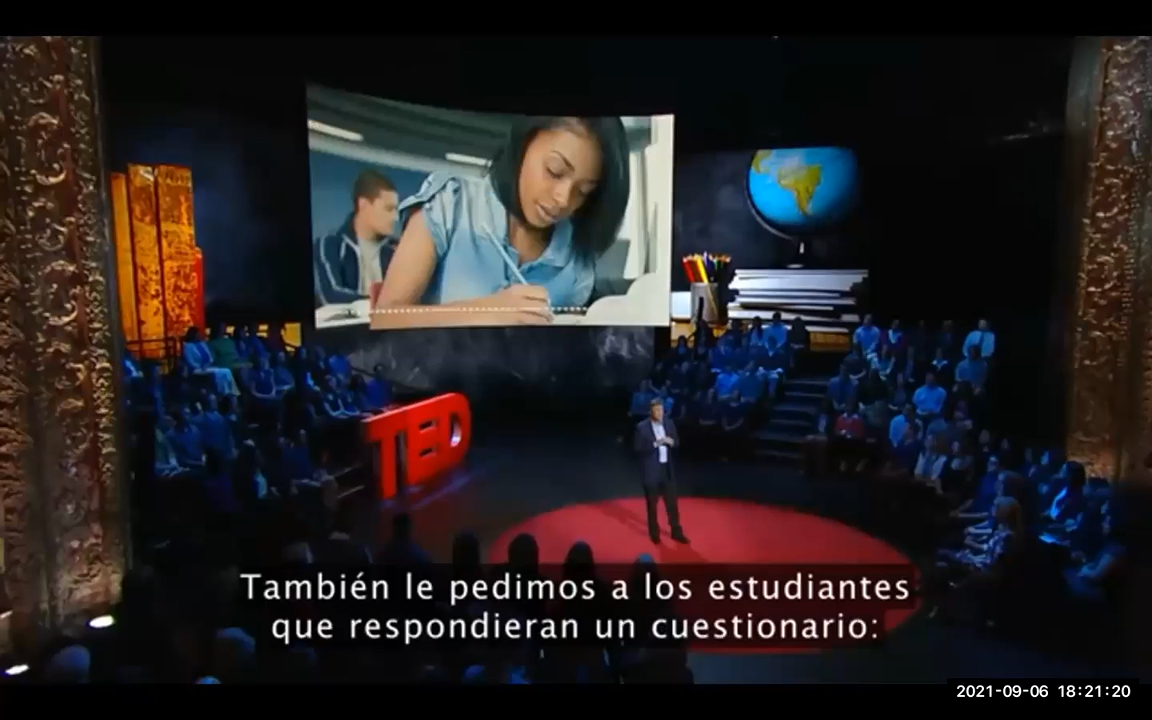 TED
También le pedimos a los estudiantes
que respondieran un cuestionario:
2021-09-06 18:21:20